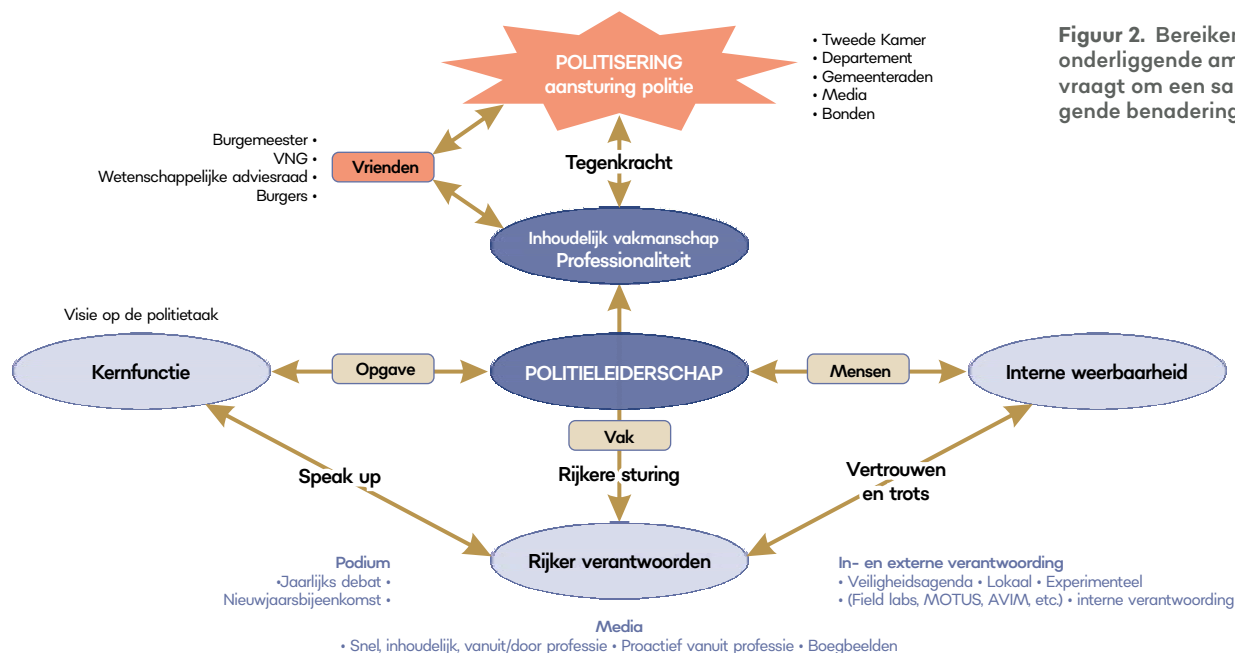 POLITISERING
aansturing politie
• Tweede Kamer
• Departement
• Gemeenteraden
• Media
• Bonden
Figuur 2. Bereiken
onderliggende am
vraagt om een sa
gende benadering
Burgemeester •
VNG •
Wetenschappelijke adviesraad •
Burgers •
Vrienden
Tegenkracht
Inhoudelijk vakmanschap
Professionaliteit
Visie op de politietaak
Kernfunctie
Opgave
POLITIELEIDERSCHAP
Mensen
Interne weerbaarheid
Vak
Speak up
Rijkere sturing
Vertrouwen
en trots
Rijker verantwoorden
Podium
•Jaarlijks debat •
Nieuwjaarsbijeenkomst •
In- en externe verantwoording
• Veiligheidsagenda • Lokaal • Experimenteel
• (Field labs, MOTUS, AVIM, etc.) • interne verantwoording
Media
• Snel, inhoudelijk, vanuit/door professie • Proactief vanuit professie • Boegbeelden